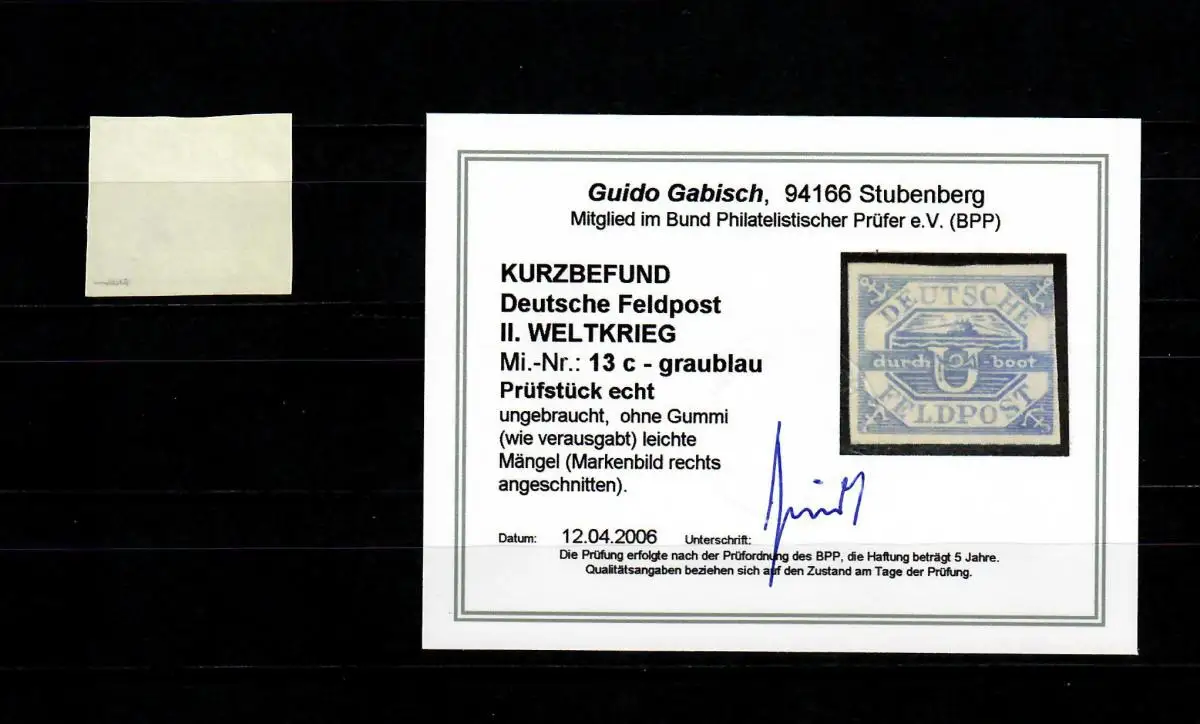 Guido Gabisch, 94166 Stubenberg
Mitglied im Bund Philatelistischer Prüfer e.V. (BPP)
KURZBEFUND
Deutsche Feldpost
II. WELTKRIEG
Mi.-Nr.: 13 c - graublau
Prüfstück echt
ungebraucht, ohne Gummi
(wie verausgabt) leichte
Mängel (Markenbild rechts
angeschnitten).
DEUTSCHE
durch U -boot
FELDPOST
Datum: 12.04.2006 Unterschrift:
Die Prüfung erfolgte nach der Prüfordnung des BPP, die Haftung beträgt 5 Jahre.
Qualitätsangaben beziehen sich auf den Zustand am Tage der Prüfung.